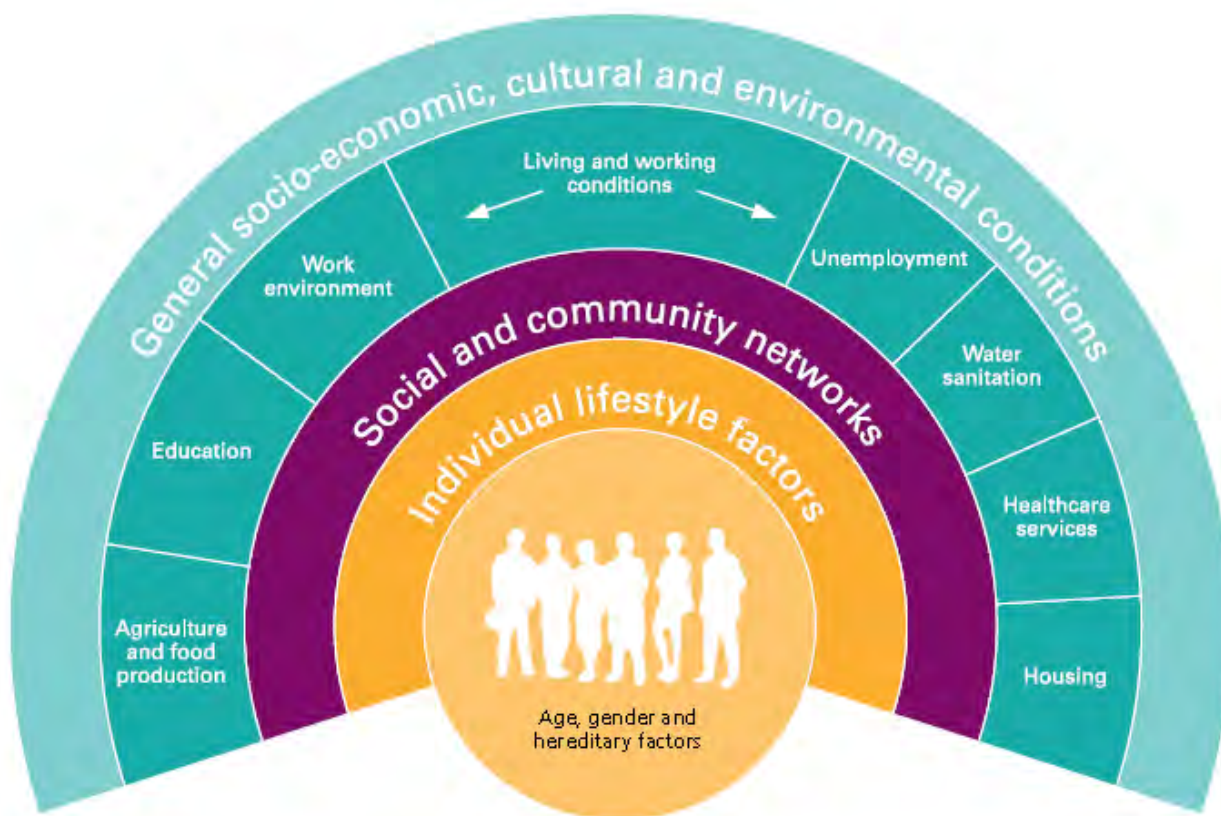 General socio-economic, cultural and environmental conditions
Living and working
conditions
Work
environment
Unemployment
Education
Water
sanitation
Agriculture
and food
production
Healthcare
services
Housing
Social and community networks
Individual lifestyle factors
Age, gender and
hereditary factors